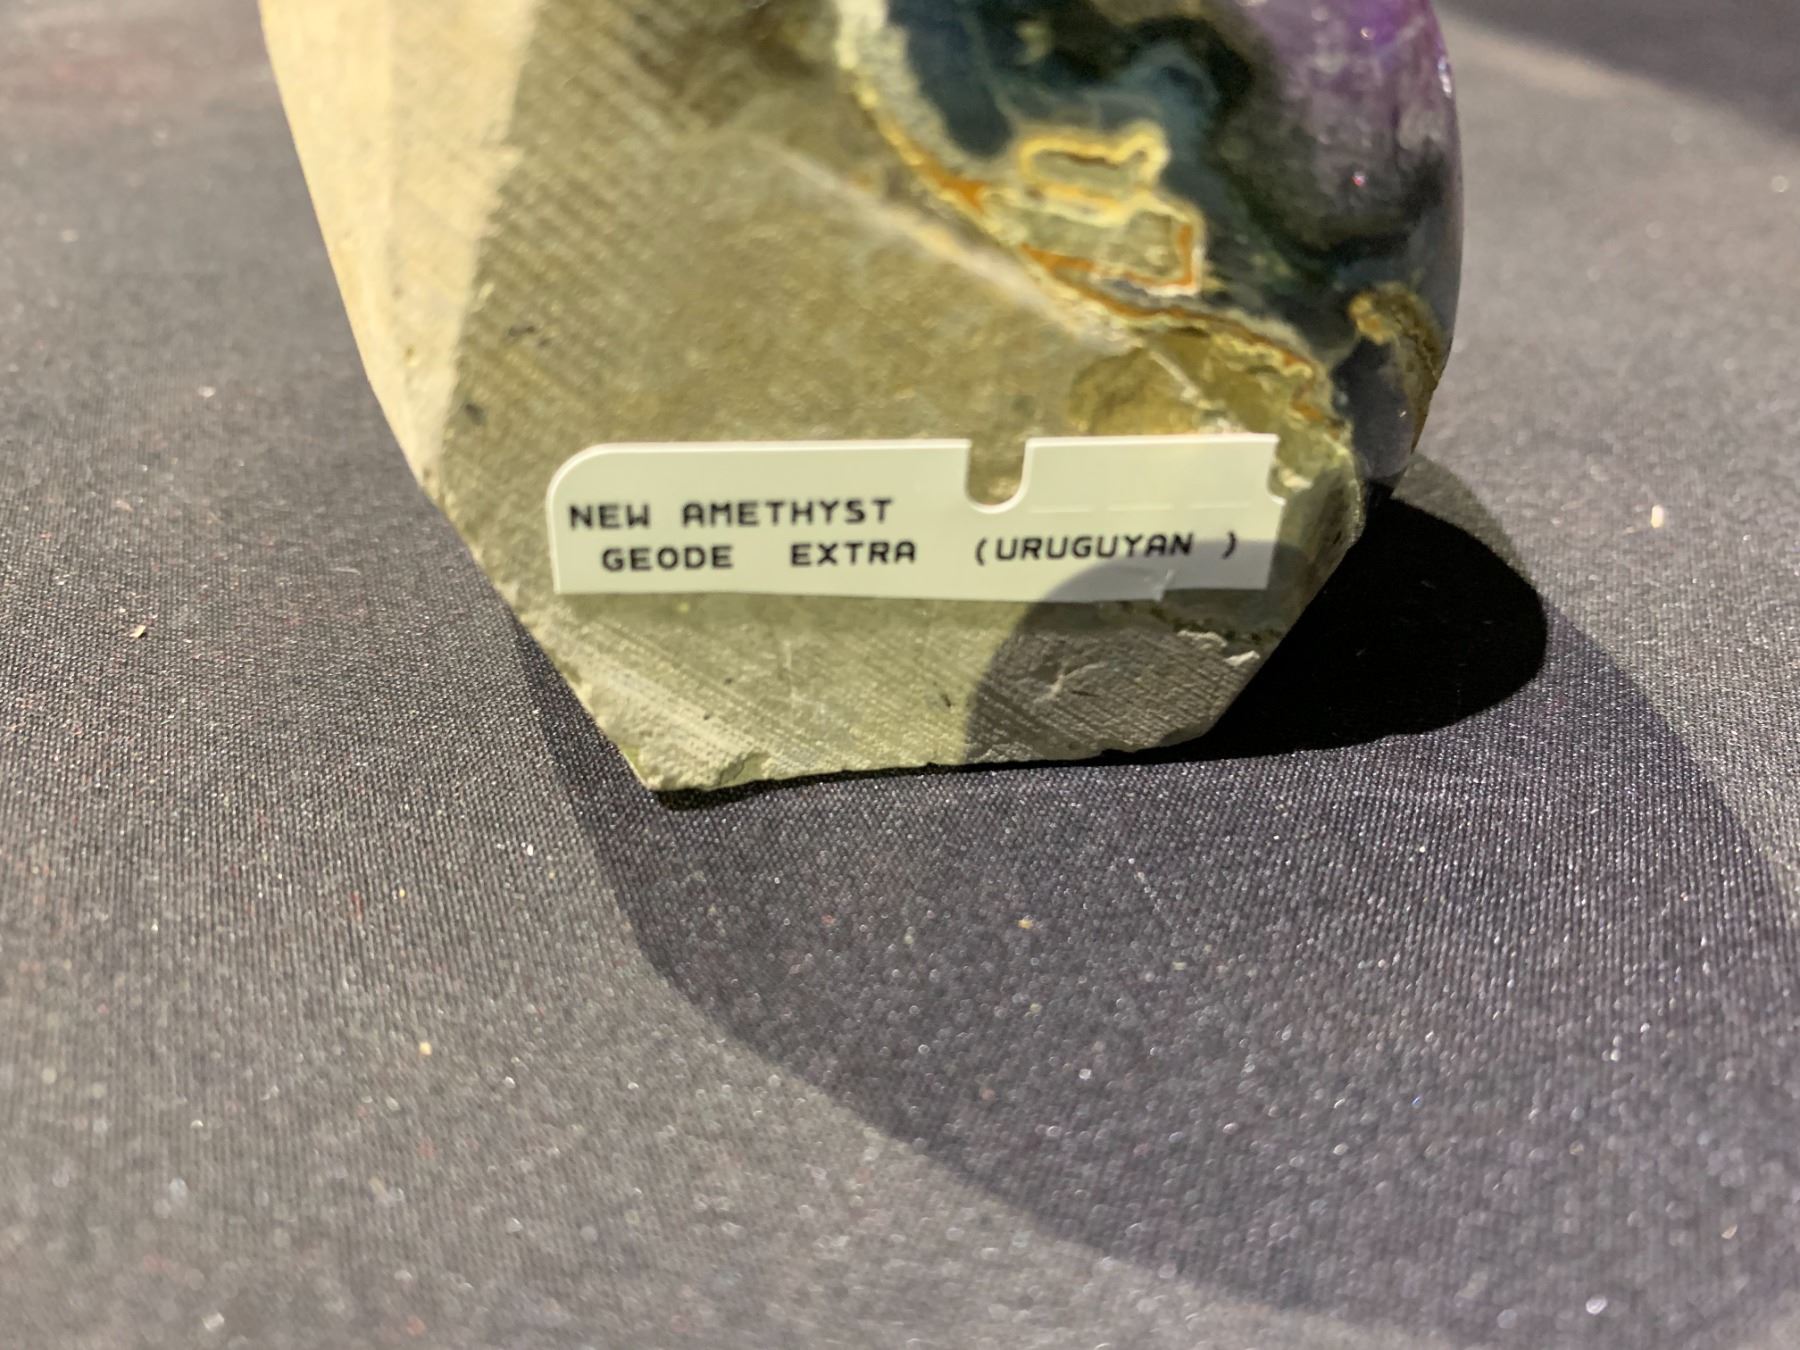 NEW AMETHYST
GEODE EXTRA (URUGUYAN )